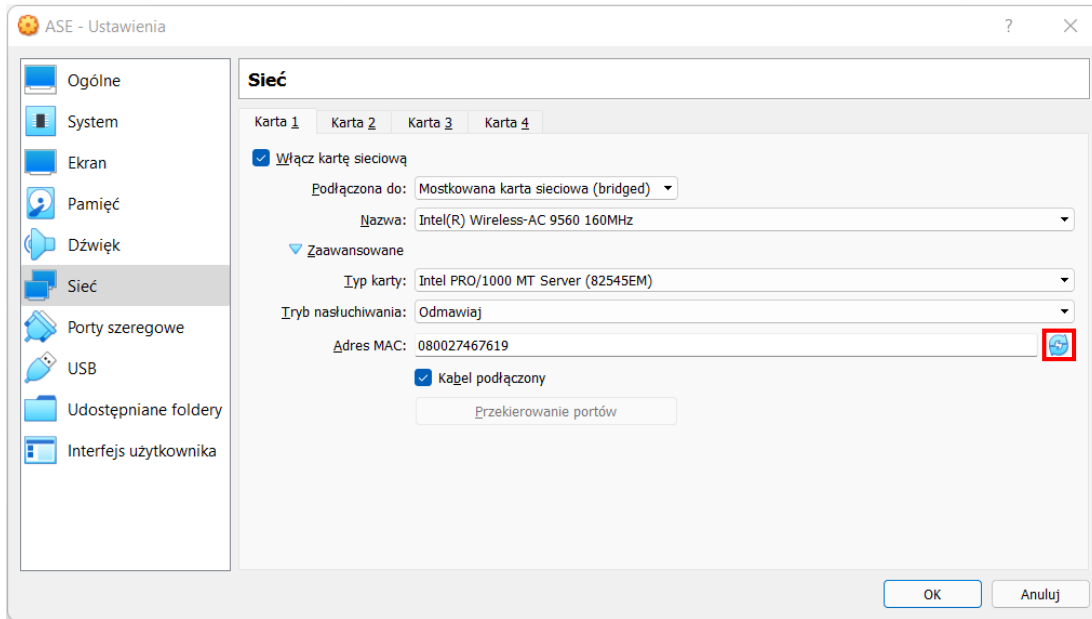 ASE - Ustawienia
?
Ogólne
System
Ekran
Pamięć
Dźwięk
Sieć
Porty szeregowe
USB
Udostępniane foldery
Interfejs użytkownika
Sieć
Karta 1 Karta 2 Karta 3 Karta 4
Włącz kartę sieciową
Podłączona do: Mostkowana karta sieciowa (bridged)
Nazwa: Intel(R) Wireless-AC 9560 160MHz
Zaawansowane
Typ karty: Intel PRO/1000 MT Server (82545EM)
Tryb nasłuchiwania: Odmawiaj
Adres MAC: 080027467619
Kabel podłączony
Przekierowanie portów
OK Anuluj